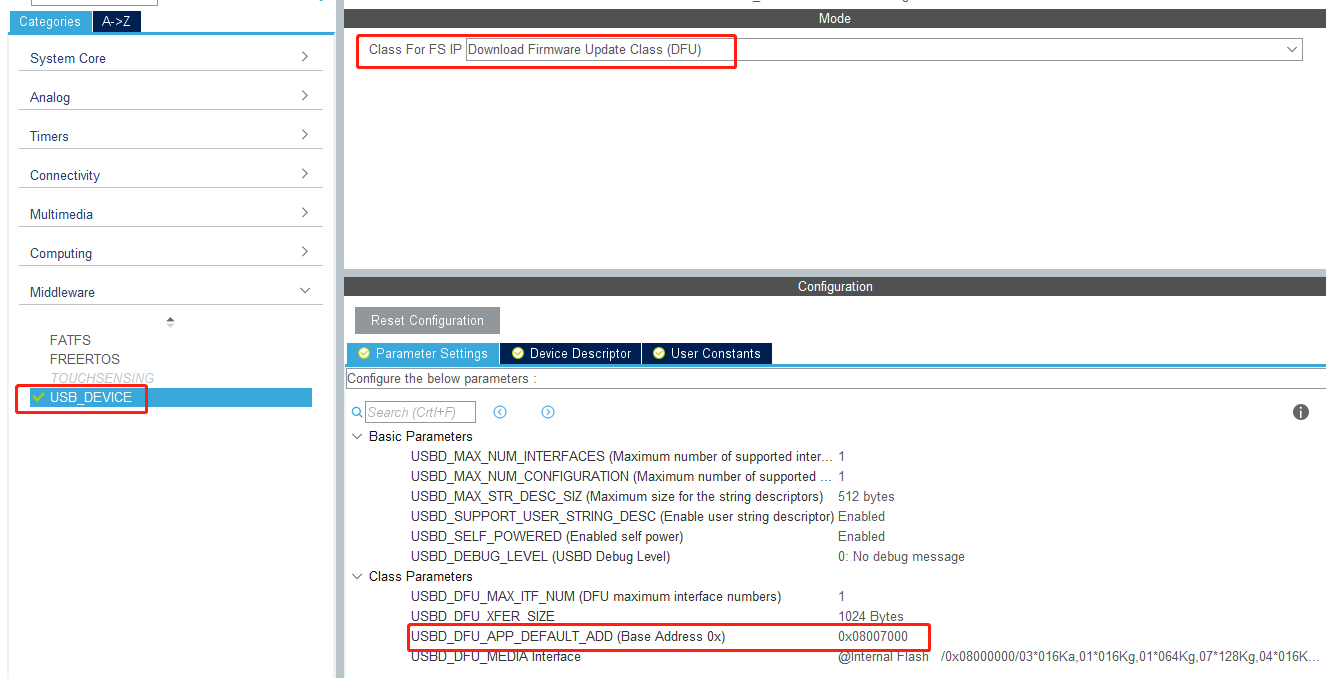 Categories A->Z
System Core
Analog
Timers
Connectivity
Multimedia
Computing
Middleware
FATFS
FREERTOS
TOUCHSENSING
USB_DEVICE
Mode
Class For FS IP Download Firmware Update Class (DFU)
Configuration
Reset Configuration
Parameter Settings Device Descriptor User Constants
Configure the below parameters :
Search (Crtl+F)
Basic Parameters
USBD_MAX_NUM_INTERFACES (Maximum number of supported inter... 1
USBD_MAX_NUM_CONFIGURATION (Maximum number of supported ... 1
USBD_MAX_STR_DESC_SIZ (Maximum size for the string descriptors) 512 bytes
USBD_SUPPORT_USER_STRING_DESC (Enable user string descriptor) Enabled
USBD_SELF_POWERED (Enabled self power) Enabled
USBD_DEBUG_LEVEL (USBD Debug Level) 0: No debug message
Class Parameters
USBD_DFU_MAX_ITF_NUM (DFU maximum interface numbers) 1
USBD_DFU_XFER_SIZE 1024 Bytes
USBD_DFU_APP_DEFAULT_ADD (Base Address 0x) 0x08007000
USBD_DFU_MEDIA Interface @Internal Flash /0x08000000/03*016Ka,01*016Kg,01*064Kg,07*128Kg,04*016K...